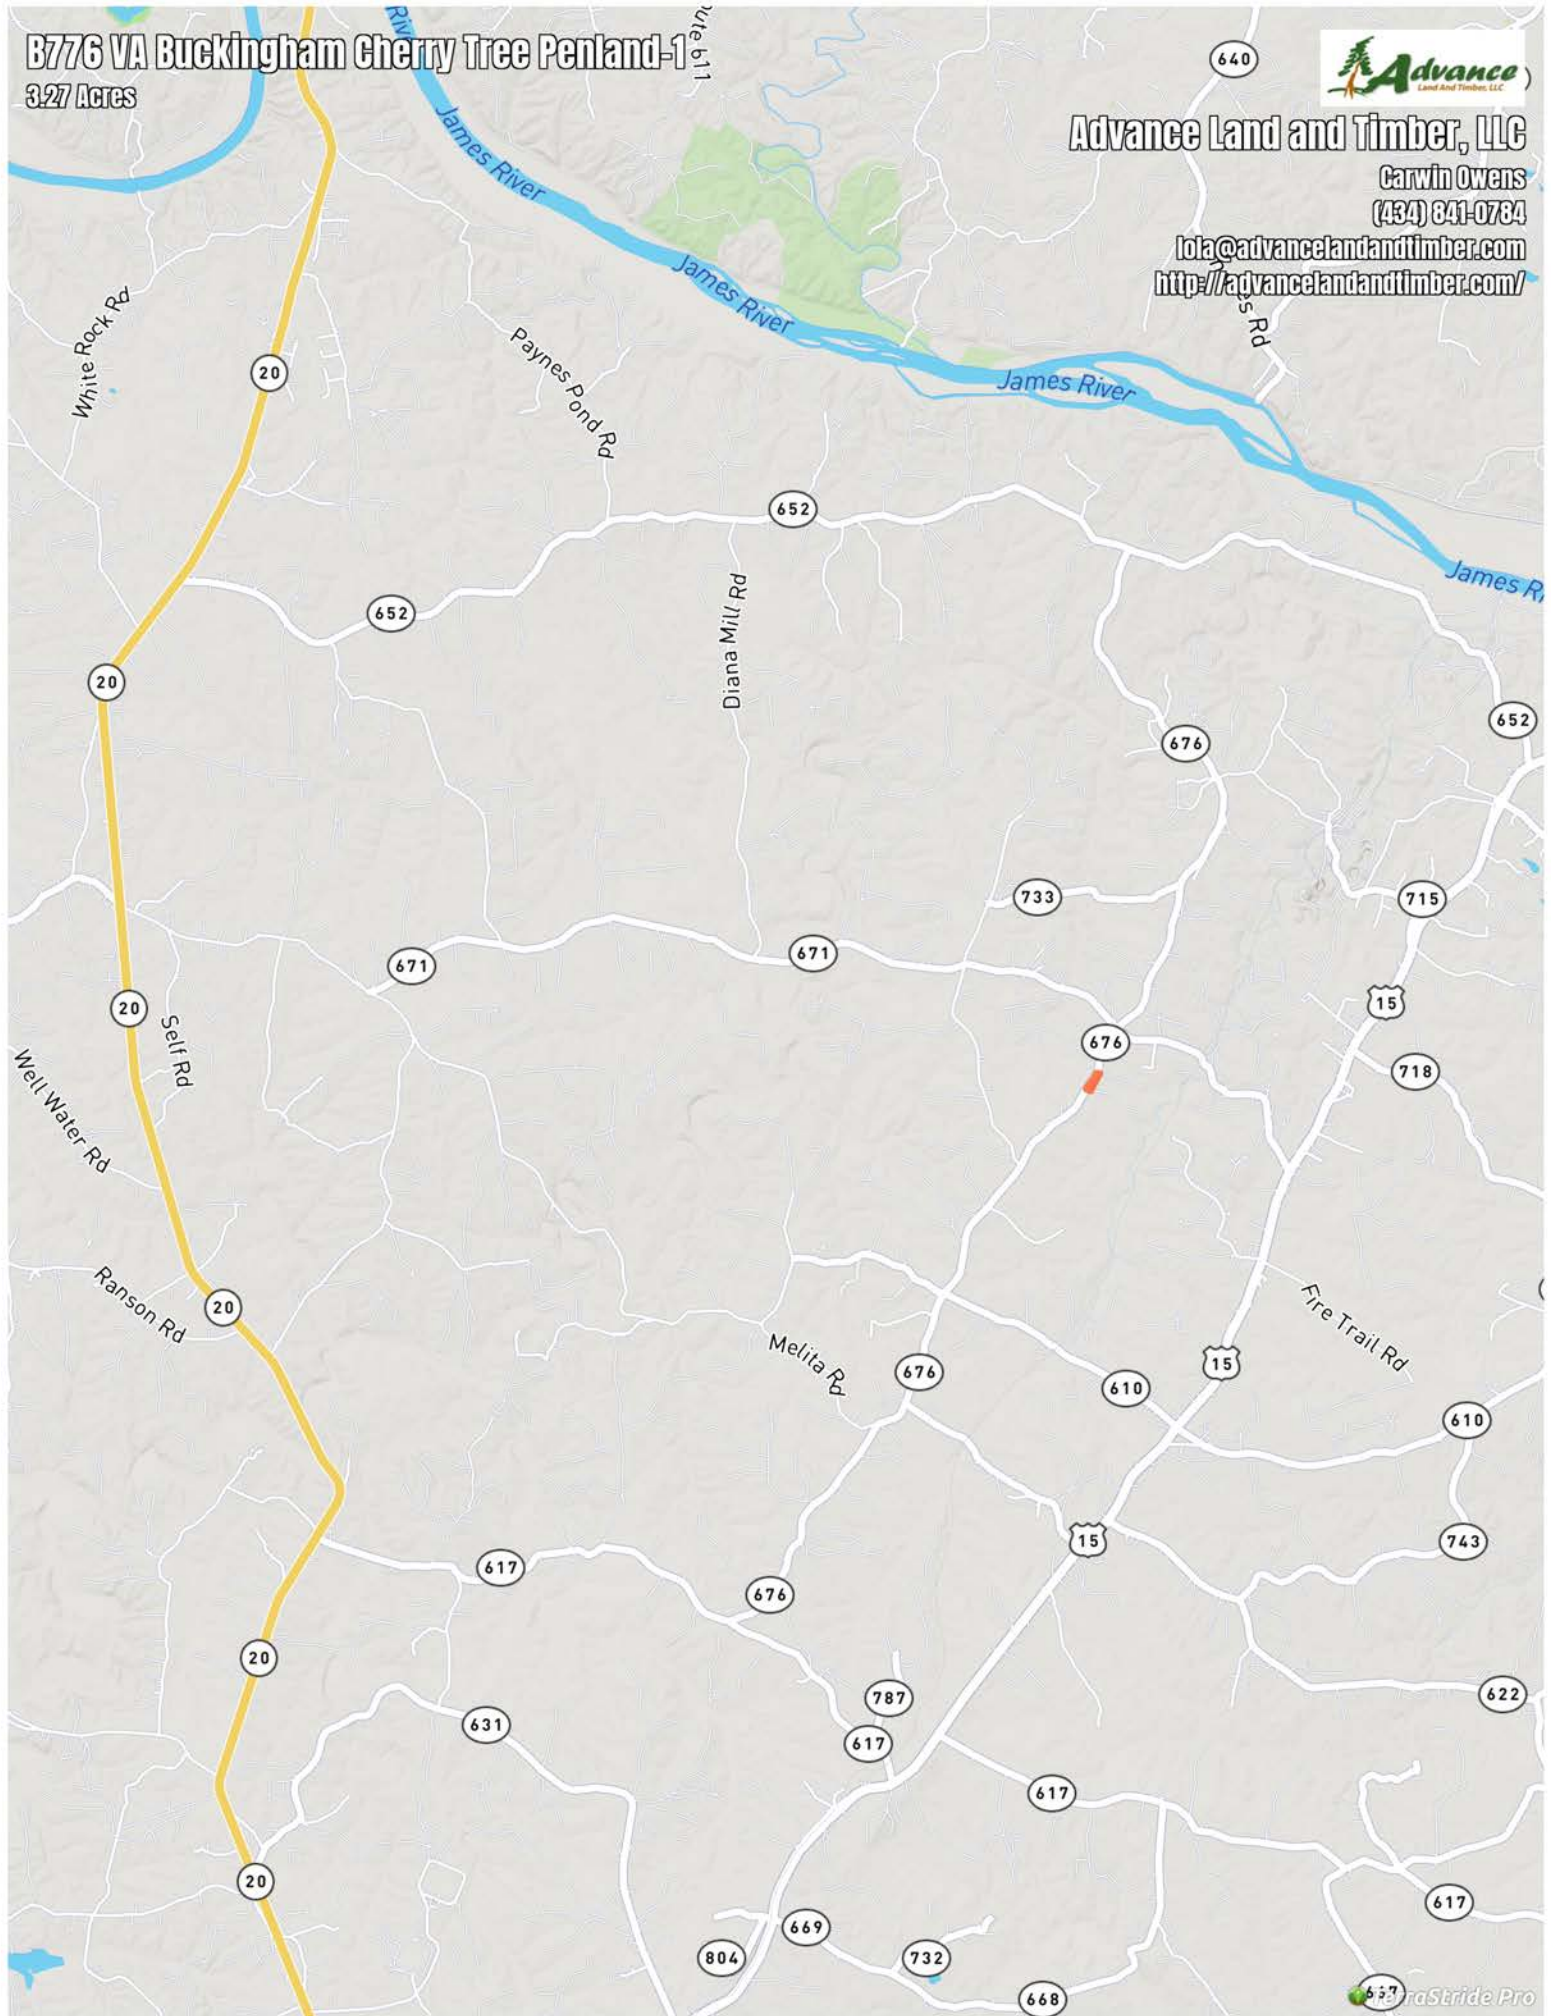 B776 VA Buckingham Cherry Tree Penland-1
3.27 Acres
Advance
Land And Timber, LLC
Advance Land and Timber, LLC
Carwin Owens
(434) 841-0784
lola@advancelandandtimber.com
http://advancelandandtimber.com/
640
James River
James River
James River
James
White Rock Rd
20
Paynes Pond Rd
Rd
652
652
Diana Mill Rd
20
652
676
733
715
671
671
20
15
Self Rd
676
718
Well Water Rd
Ranson Rd
20
Fire Trail Rd
Melita Rd
15
676
610
610
15
743
617
676
20
787
622
631
617
617
20
617
669
804
732
668
667
TerraStride Pro